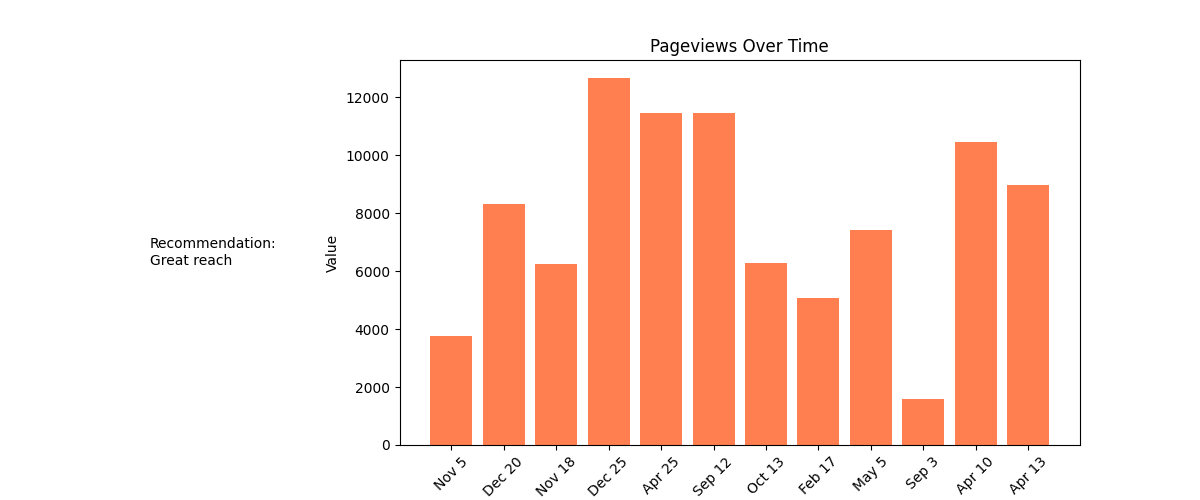 Pageviews Over Time
Recommendation:
Great reach
Value
12000
10000
8000
6000
4000
2000
0
Nov 5
Dec 20
Nov 18
Dec 25
Apr 25
Sep 12
Oct 13
Feb 17
May 5
Sep 3
Apr 10
Apr 13